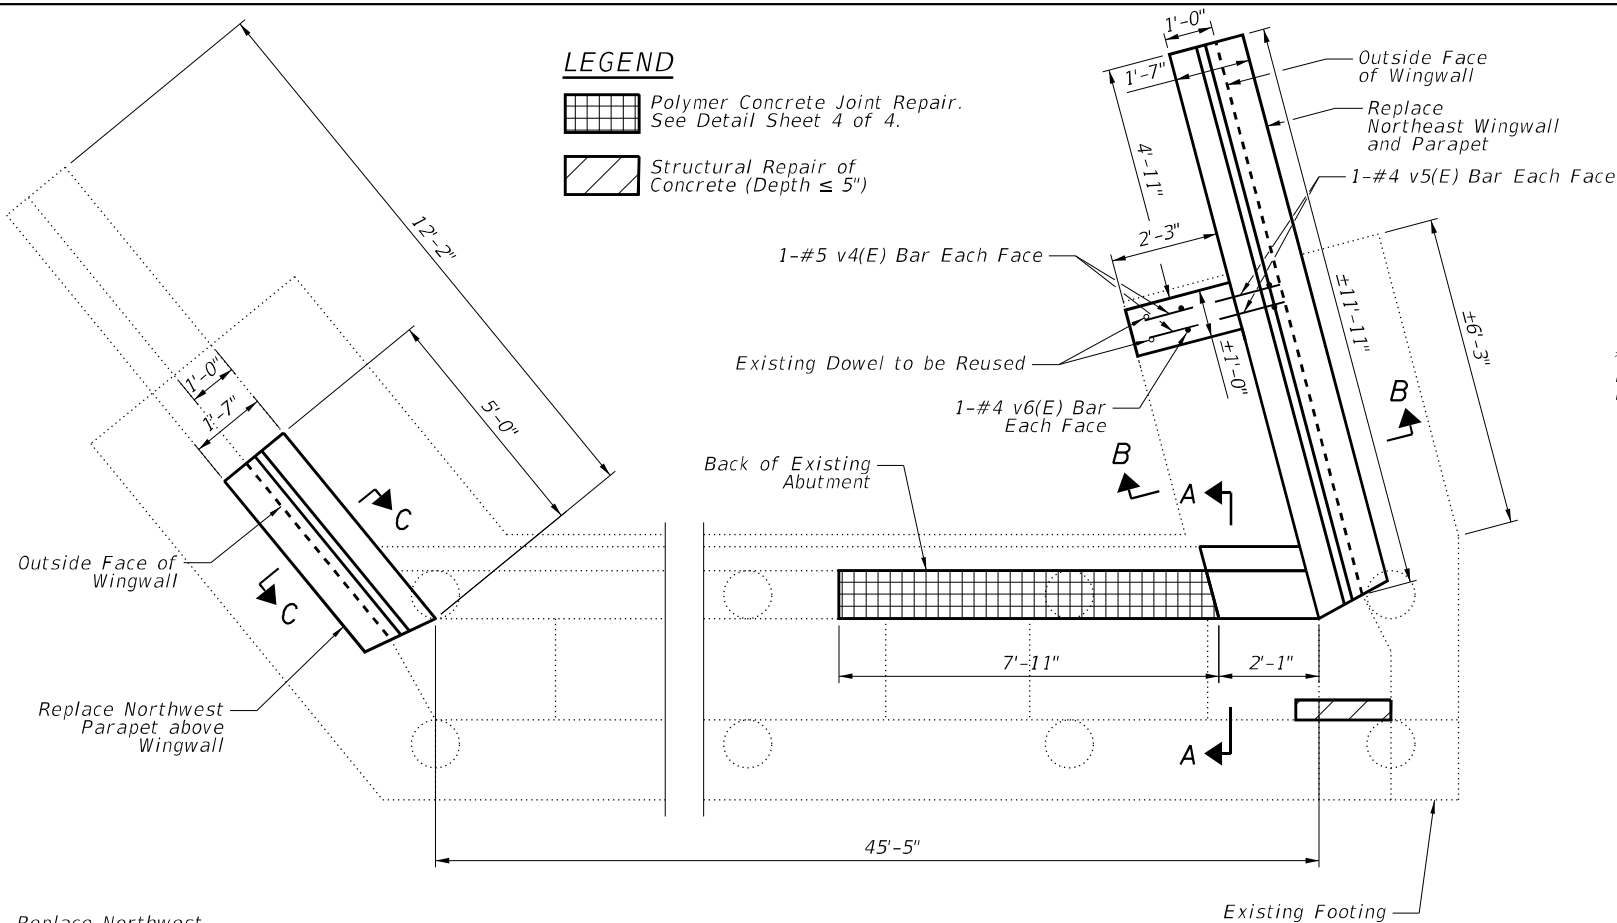 LEGEND
Polymer Concrete Joint Repair.
See Detail Sheet 4 of 4.
Structural Repair of
Concrete (Depth ≤ 5")
1'-0"
1'-7"
Outside Face
of Wingwall
Replace
Northeast Wingwall
and Parapet
1-#4 v5(E) Bar Each Face
4'-11"
2'-3"
1-#5 v4(E) Bar Each Face
12'-2"
±11'-11"
±6'-3"
±1'-0"
Existing Dowel to be Reused
1-#4 v6(E) Bar
Each Face
1'-0"
1'-7"
5'-0"
B
B
A
Back of Existing
Abutment
C
C
Outside Face of
Wingwall
7'-11"
2'-1"
Replace Northwest
Parapet above
Wingwall
A
45'-5"
Existing Footing
Replace Northwest